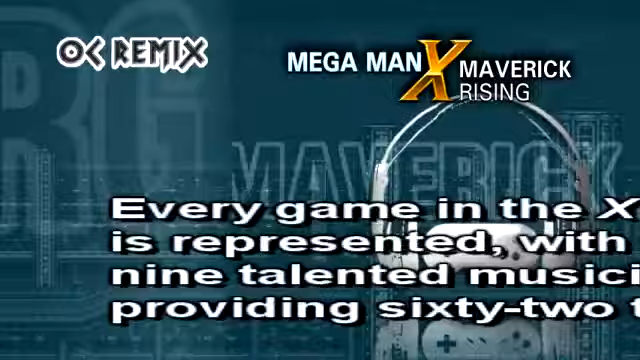 OC REMIX
MEGA MAN X MAVERICK
RISING
RG
MAVERICK
Every game in the X
is represented, with
nine talented musici
providing sixty-two t